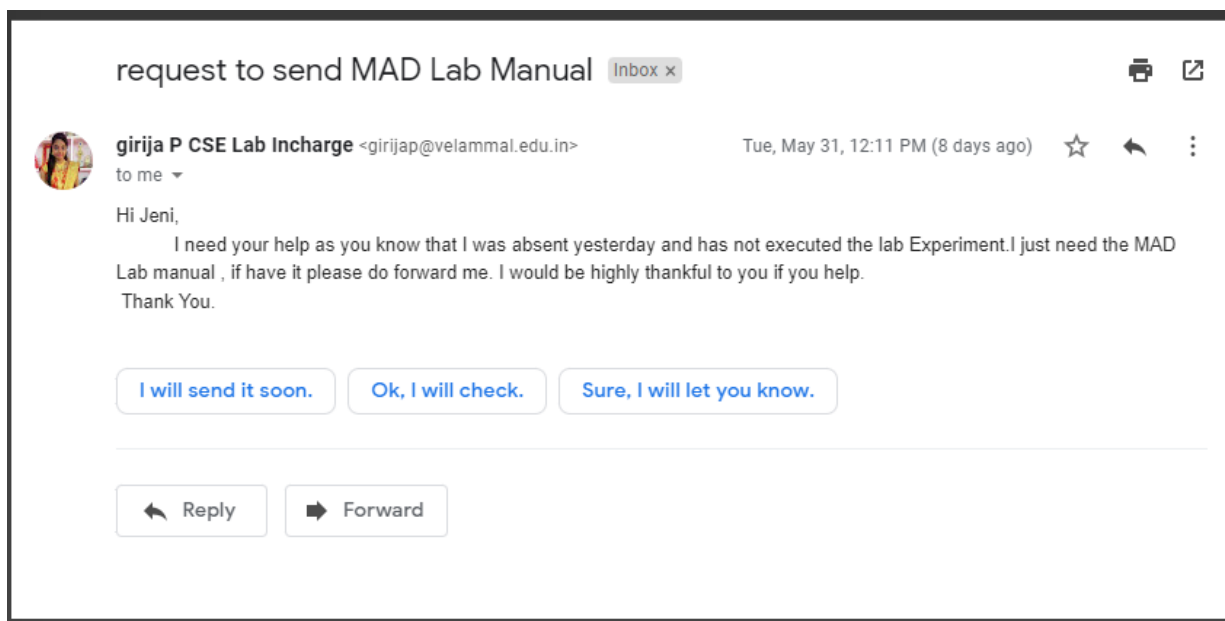 request to send MAD Lab Manual Inbox x
girija P CSE Lab Incharge <girijap@velammal.edu.in> Tue, May 31, 12:11 PM (8 days ago)
to me
Hi Jeni,
I need your help as you know that I was absent yesterday and has not executed the lab Experiment.I just need the MAD
Lab manual , if have it please do forward me. I would be highly thankful to you if you help.
Thank You.
I will send it soon. Ok, I will check. Sure, I will let you know.
Reply Forward